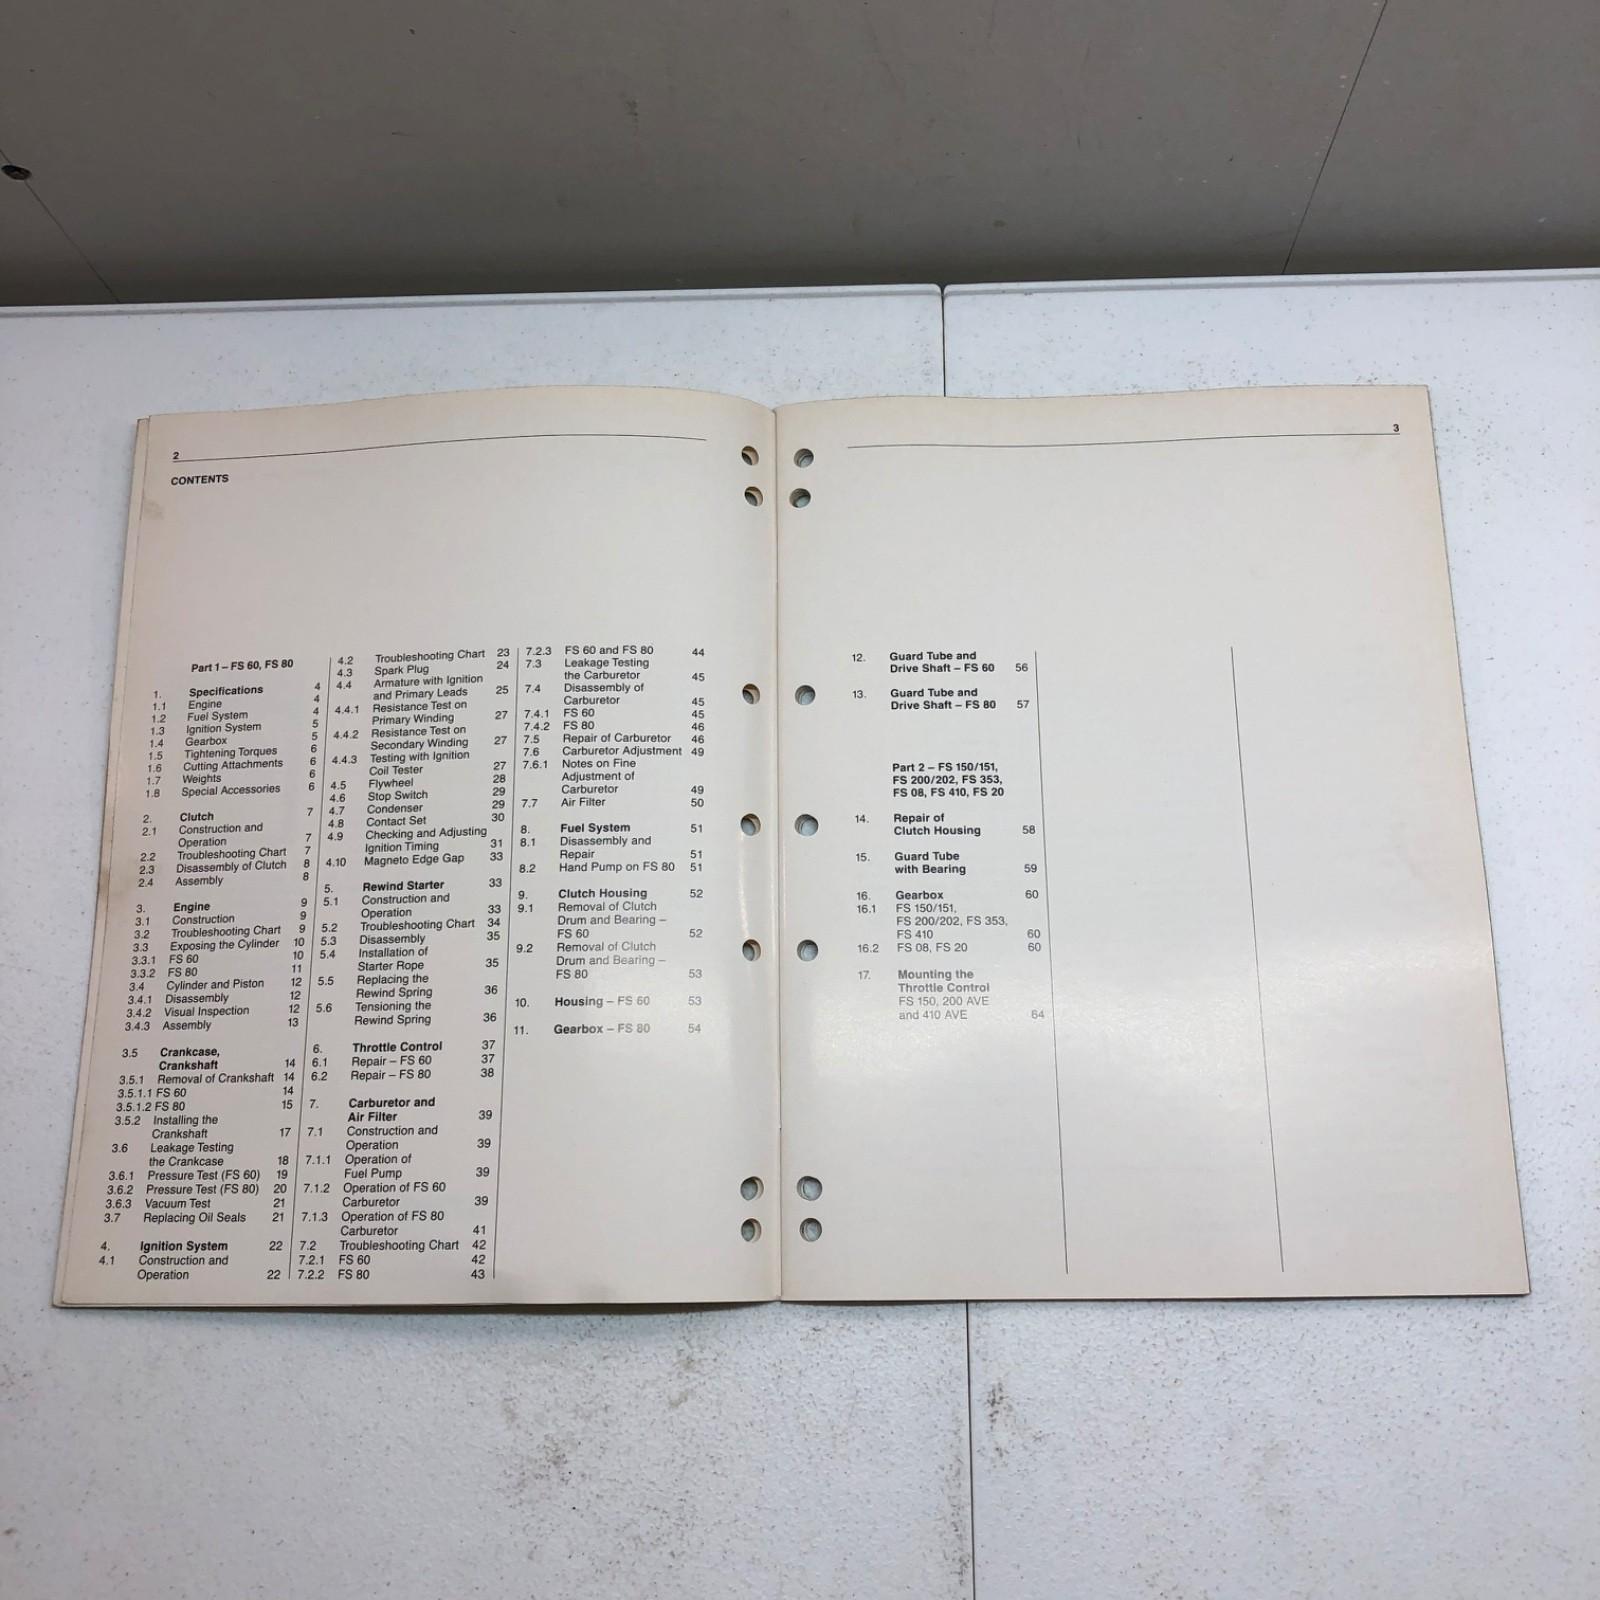 2
CONTENTS
Part 1 – FS 60, FS 80
1. Specifications 4
1.1 Engine 4
1.2 Fuel System 4
1.3 Ignition System 5
1.4 Gearbox 5
1.5 Tightening Torques 6
1.6 Cutting Attachments 6
1.7 Weights 6
1.8 Special Accessories 6
2. Clutch 7
2.1 Construction and
Operation 7
2.2 Troubleshooting Chart 7
2.3 Disassembly of Clutch 8
2.4 Assembly 8
3. Engine 9
3.1 Construction 9
3.2 Troubleshooting Chart 9
3.3 Exposing the Cylinder 10
3.3.1 FS 60 10
3.3.2 FS 80 11
3.4 Cylinder and Piston 12
3.4.1 Disassembly 12
3.4.2 Visual Inspection 12
3.4.3 Assembly 13
3.5 Crankcase,
Crankshaft 14
3.5.1 Removal of Crankshaft 14
3.5.1.1 FS 60 14
3.5.1.2 FS 80 15
3.5.2 Installing the
Crankshaft 17
3.6 Leakage Testing
the Crankcase 18
3.6.1 Pressure Test (FS 60) 19
3.6.2 Pressure Test (FS 80) 20
3.6.3 Vacuum Test 21
3.7 Replacing Oil Seals 21
4. Ignition System 22
4.1 Construction and
Operation 22
4.2 Troubleshooting Chart 23
4.3 Spark Plug 24
4.4 Armature with Ignition
and Primary Leads 25
4.4.1 Resistance Test on
Primary Winding 27
4.4.2 Resistance Test on
Secondary Winding 27
4.4.3 Testing with Ignition
Coil Tester 27
4.5 Flywheel 28
4.6 Stop Switch 29
4.7 Condenser 29
4.8 Contact Set 30
4.9 Checking and Adjusting
Ignition Timing 31
4.10 Magneto Edge Gap 33
5. Rewind Starter 33
5.1 Construction and
Operation 33
5.2 Troubleshooting Chart 34
5.3 Disassembly 35
5.4 Installation of
Starter Rope 35
5.5 Replacing the
Rewind Spring 36
5.6 Tensioning the
Rewind Spring 36
6. Throttle Control 37
6.1 Repair – FS 60 37
6.2 Repair – FS 80 38
7. Carburetor and
Air Filter 39
7.1 Construction and
Operation 39
7.1.1 Operation of
Fuel Pump 39
7.1.2 Operation of FS 60
Carburetor 39
7.1.3 Operation of FS 80
Carburetor 41
7.2 Troubleshooting Chart 42
7.2.1 FS 60 42
7.2.2 FS 80 43
7.2.3 FS 60 and FS 80 44
7.3 Leakage Testing
the Carburetor 45
7.4 Disassembly of
Carburetor 45
7.4.1 FS 60 45
7.4.2 FS 80 46
7.5 Repair of Carburetor 46
7.6 Carburetor Adjustment 49
7.6.1 Notes on Fine
Adjustment of
Carburetor 49
7.7 Air Filter 50
8. Fuel System 51
8.1 Disassembly and
Repair 51
8.2 Hand Pump on FS 80 51
9. Clutch Housing 52
9.1 Removal of Clutch
Drum and Bearing –
FS 60 52
9.2 Removal of Clutch
Drum and Bearing –
FS 80 53
10. Housing – FS 60 53
11. Gearbox – FS 80 54
3
12. Guard Tube and
Drive Shaft – FS 60 56
13. Guard Tube and
Drive Shaft – FS 80 57
Part 2 – FS 150/151,
FS 200/202, FS 353,
FS 08, FS 410, FS 20
14. Repair of
Clutch Housing 58
15. Guard Tube
with Bearing 59
16. Gearbox 60
16.1 FS 150/151,
FS 200/202, FS 353,
FS 410 60
16.2 FS 08, FS 20 60
17. Mounting the
Throttle Control
FS 150, 200 AVE
and 410 AVE 64